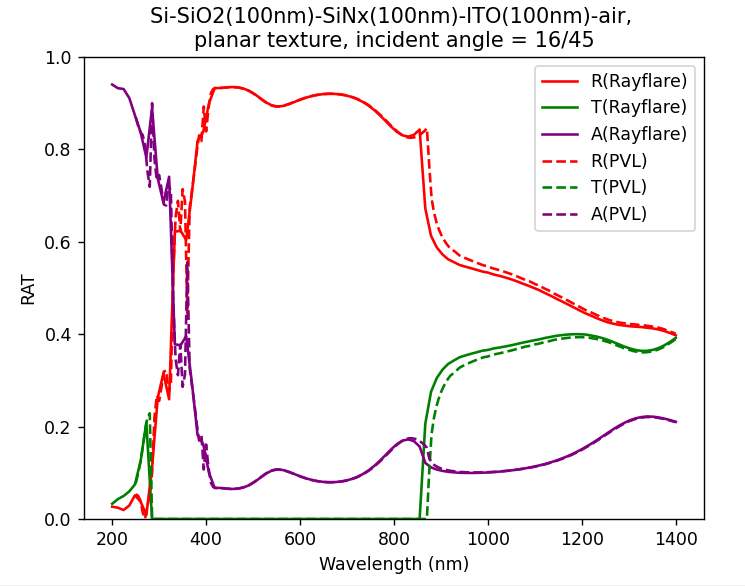 Si-SiO2(100nm)-SiNx(100nm)-ITO(100nm)-air,
planar texture, incident angle = 16/45
1.0
0.8
0.6
0.4
0.2
0.0
RAT
R(Rayflare)
T(Rayflare)
A(Rayflare)
R(PVL)
T(PVL)
A(PVL)
200 400 600 800 1000 1200 1400
Wavelength (nm)